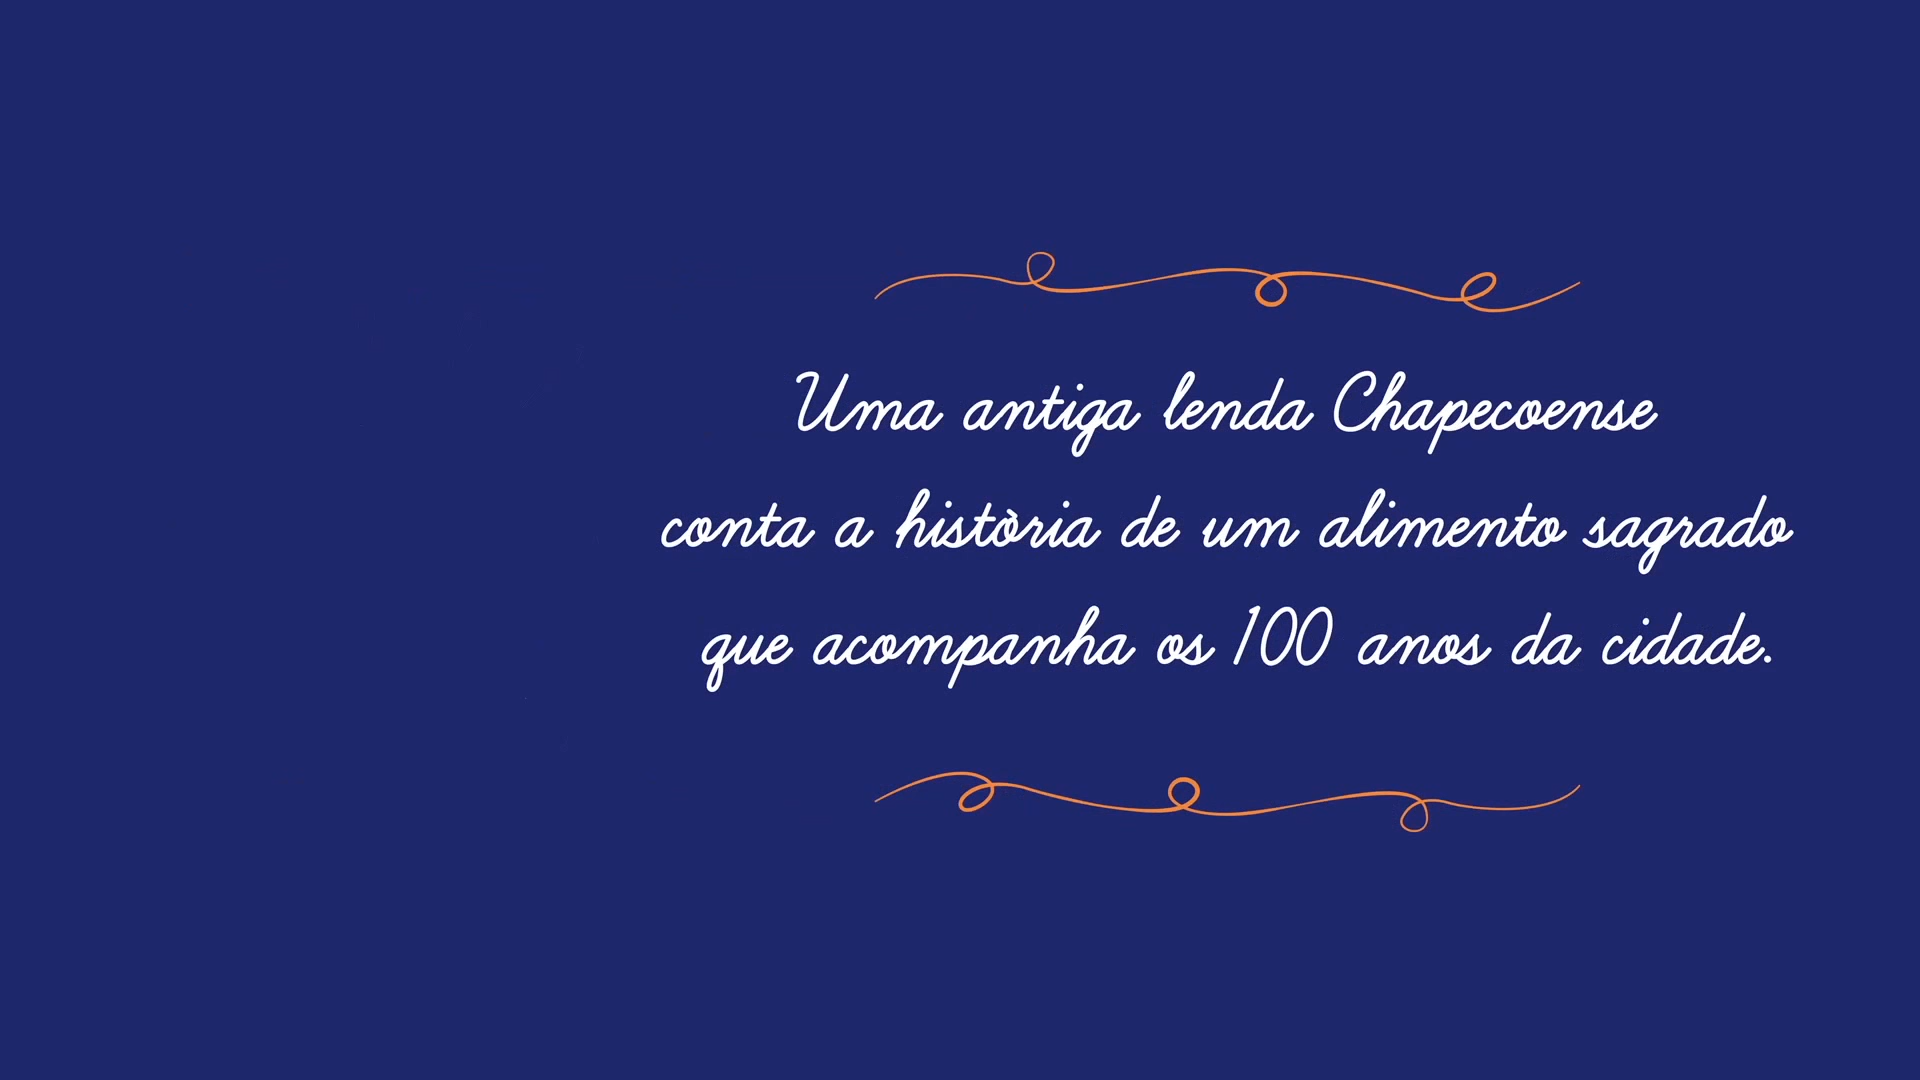 Uma antiga lenda Chapecoense
conta a història de um alimento sagrado
que acompanha os 100 anos da cidade.